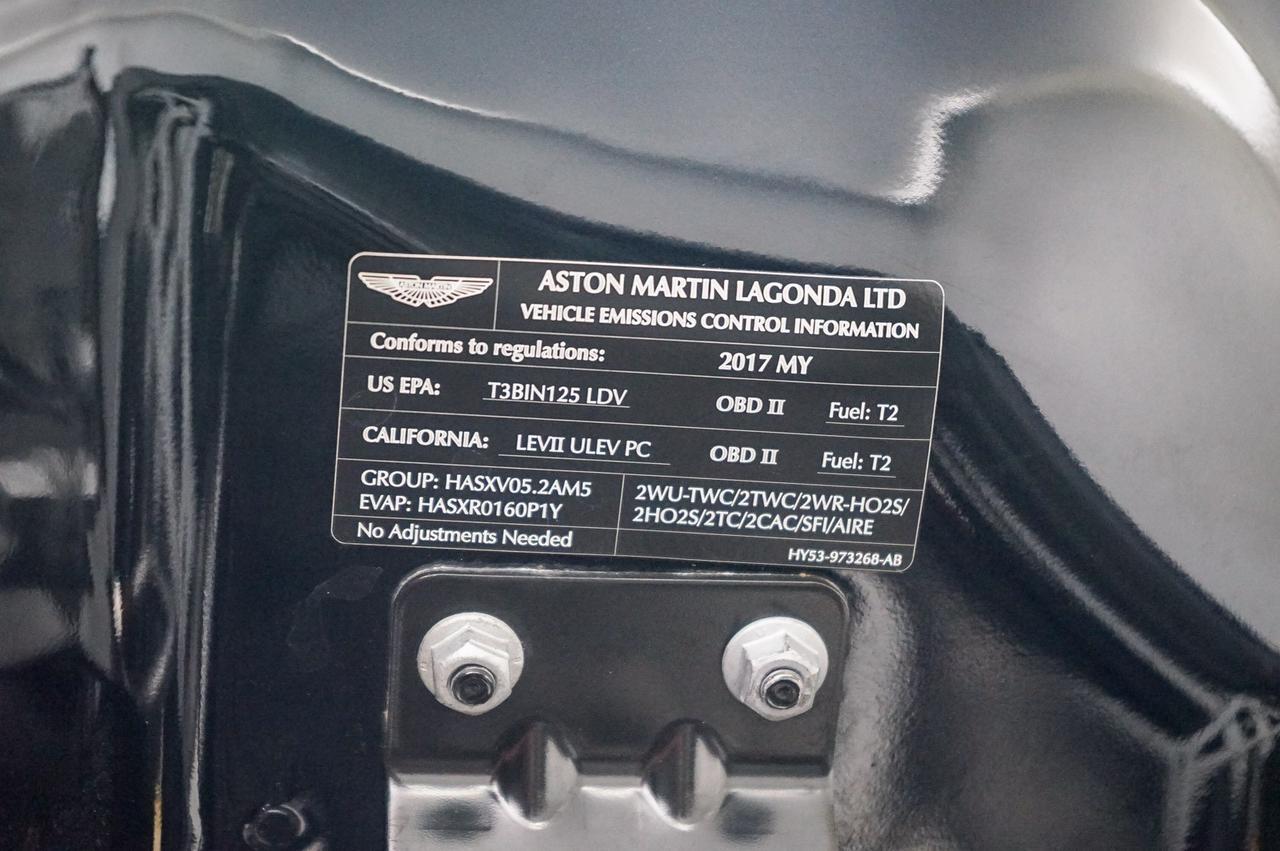 ASTON MARTIN
ASTON MARTIN LAGONDA LTD
VEHICLE EMISSIONS CONTROL INFORMATION
Conforms to regulations: 2017 MY
US EPA: T3BIN125 LDV OBD II Fuel: T2
CALIFORNIA: LEVII ULEV PC OBD II Fuel: T2
GROUP: HASXV05.2AM5
EVAP: HASXR0160P1Y
2WU-TWC/2TWC/2WR-HO2S/
2HO2S/2TC/2CAC/SFI/AIRE
No Adjustments Needed
HY53-973268-AB